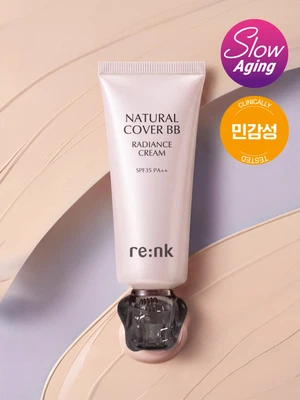 Slow
Aging
CLINICALLY
민감성
TESTED
NATURAL
COVER BB
RADIANCE
CREAM
SPF35 PA++
re:nk